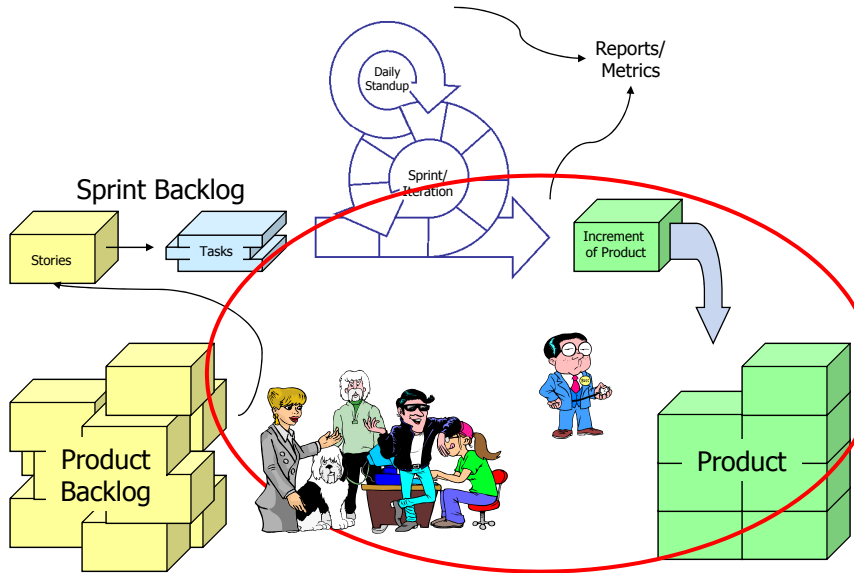 Daily
Standup
Reports/
Metrics
Sprint/
Iteration
Sprint Backlog
Stories
Tasks
Increment
of Product
Product
Backlog
Product